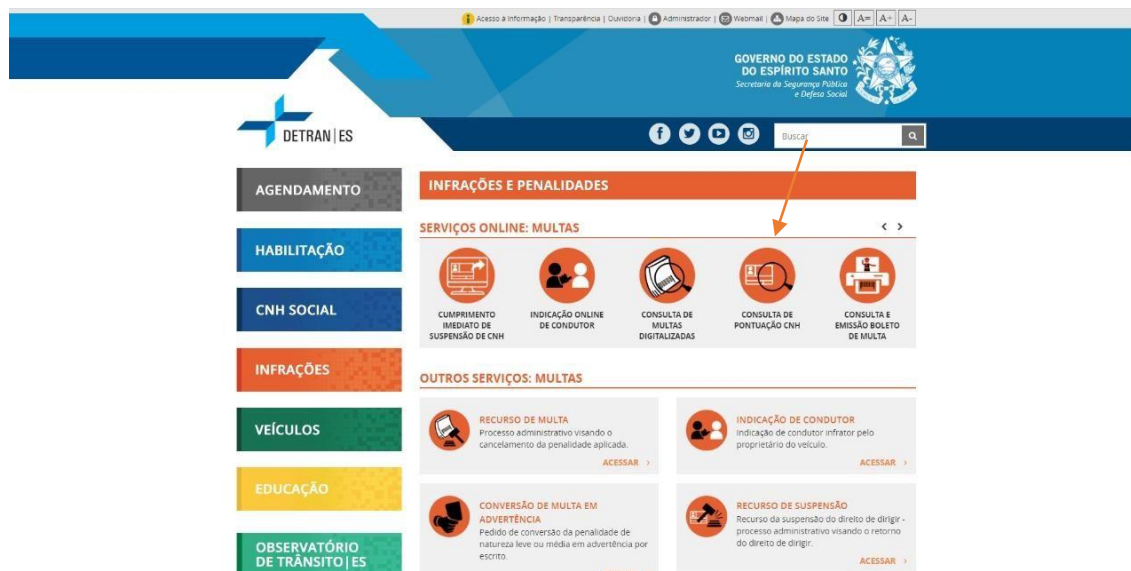 Acesso à Informação | Transparência | Ouvidoria | Administrador | Webmail | Mapa do Site A= A+ A-
GOVERNO DO ESTADO
DO ESPÍRITO SANTO
Secretaria da Segurança Pública
e Defesa Social
DETRAN|ES
Buscar
AGENDAMENTO
HABILITAÇÃO
CNH SOCIAL
INFRAÇÕES
VEÍCULOS
EDUCAÇÃO
OBSERVATÓRIO
DE TRÂNSITO|ES
INFRAÇÕES E PENALIDADES
SERVIÇOS ONLINE: MULTAS
CUMPRIMENTO
IMEDIATO DE
SUSPENSÃO DE CNH
INDICAÇÃO ONLINE
DE CONDUTOR
CONSULTA DE
MULTAS
DIGITALIZADAS
CONSULTA DE
PONTUAÇÃO CNH
CONSULTA E
EMISSÃO BOLETO
DE MULTA
OUTROS SERVIÇOS: MULTAS
RECURSO DE MULTA
Processo administrativo visando o
cancelamento da penalidade aplicada.
ACESSAR >
INDICAÇÃO DE CONDUTOR
Indicação de condutor infrator pelo
proprietário do veículo.
ACESSAR >
CONVERSÃO DE MULTA EM
ADVERTÊNCIA
Pedido de conversão da penalidade de
natureza leve ou média em advertência por
escrito.
RECURSO DE SUSPENSÃO
Recurso da suspensão do direito de dirigir -
processo administrativo visando o retorno
do direito de dirigir.
ACESSAR >